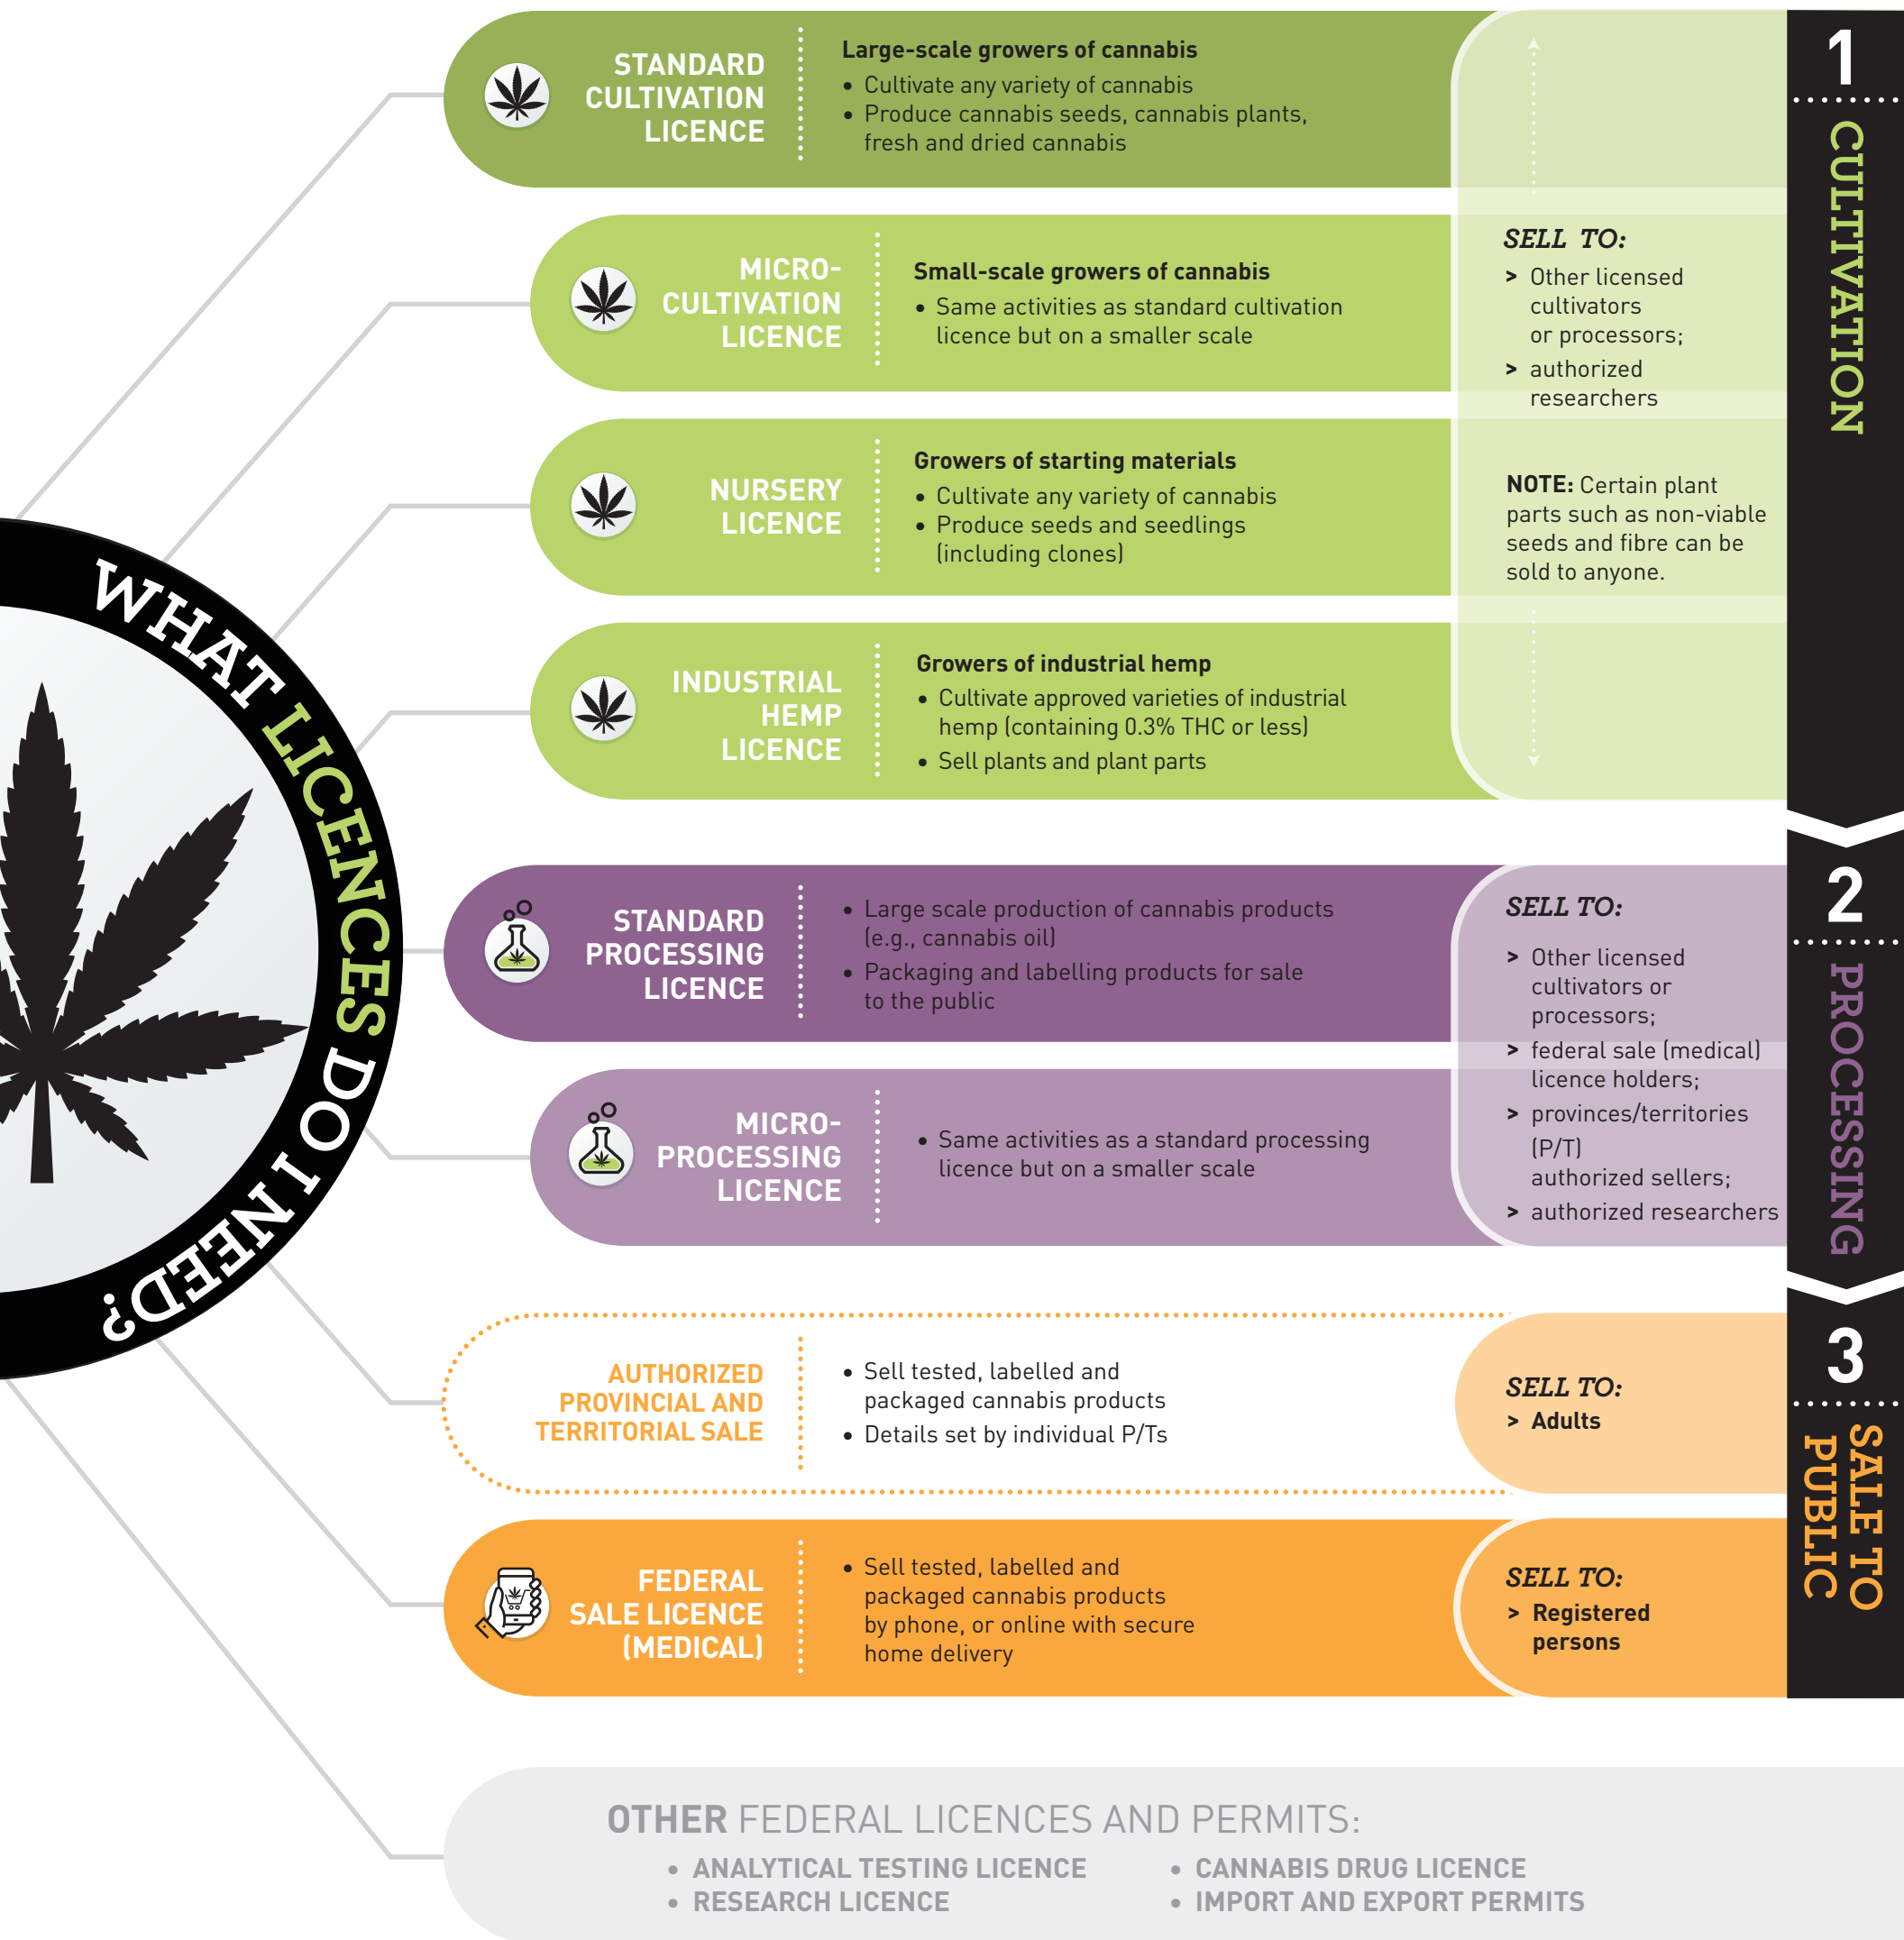 WHAT LICENCES DO I NEED?
STANDARD
CULTIVATION
LICENCE
Large-scale growers of cannabis
• Cultivate any variety of cannabis
• Produce cannabis seeds, cannabis plants,
fresh and dried cannabis
MICRO-
CULTIVATION
LICENCE
Small-scale growers of cannabis
• Same activities as standard cultivation
licence but on a smaller scale
NURSERY
LICENCE
Growers of starting materials
• Cultivate any variety of cannabis
• Produce seeds and seedlings
(including clones)
INDUSTRIAL
HEMP
LICENCE
Growers of industrial hemp
• Cultivate approved varieties of industrial
hemp (containing 0.3% THC or less)
• Sell plants and plant parts
SELL TO:
> Other licensed
cultivators
or processors;
> authorized
researchers
NOTE: Certain plant
parts such as non-viable
seeds and fibre can be
sold to anyone.
1
CULTIVATION
STANDARD
PROCESSING
LICENCE
• Large scale production of cannabis products
(e.g., cannabis oil)
• Packaging and labelling products for sale
to the public
MICRO-
PROCESSING
LICENCE
• Same activities as a standard processing
licence but on a smaller scale
SELL TO:
> Other licensed
cultivators or
processors;
> federal sale (medical)
licence holders;
> provinces/territories
(P/T)
authorized sellers;
> authorized researchers
2
PROCESSING
AUTHORIZED
PROVINCIAL AND
TERRITORIAL SALE
• Sell tested, labelled and
packaged cannabis products
• Details set by individual P/Ts
SELL TO:
> Adults
FEDERAL
SALE LICENCE
(MEDICAL)
• Sell tested, labelled and
packaged cannabis products
by phone, or online with secure
home delivery
SELL TO:
> Registered
persons
3
SALE TO
PUBLIC
OTHER FEDERAL LICENCES AND PERMITS:
• ANALYTICAL TESTING LICENCE
• RESEARCH LICENCE
• CANNABIS DRUG LICENCE
• IMPORT AND EXPORT PERMITS